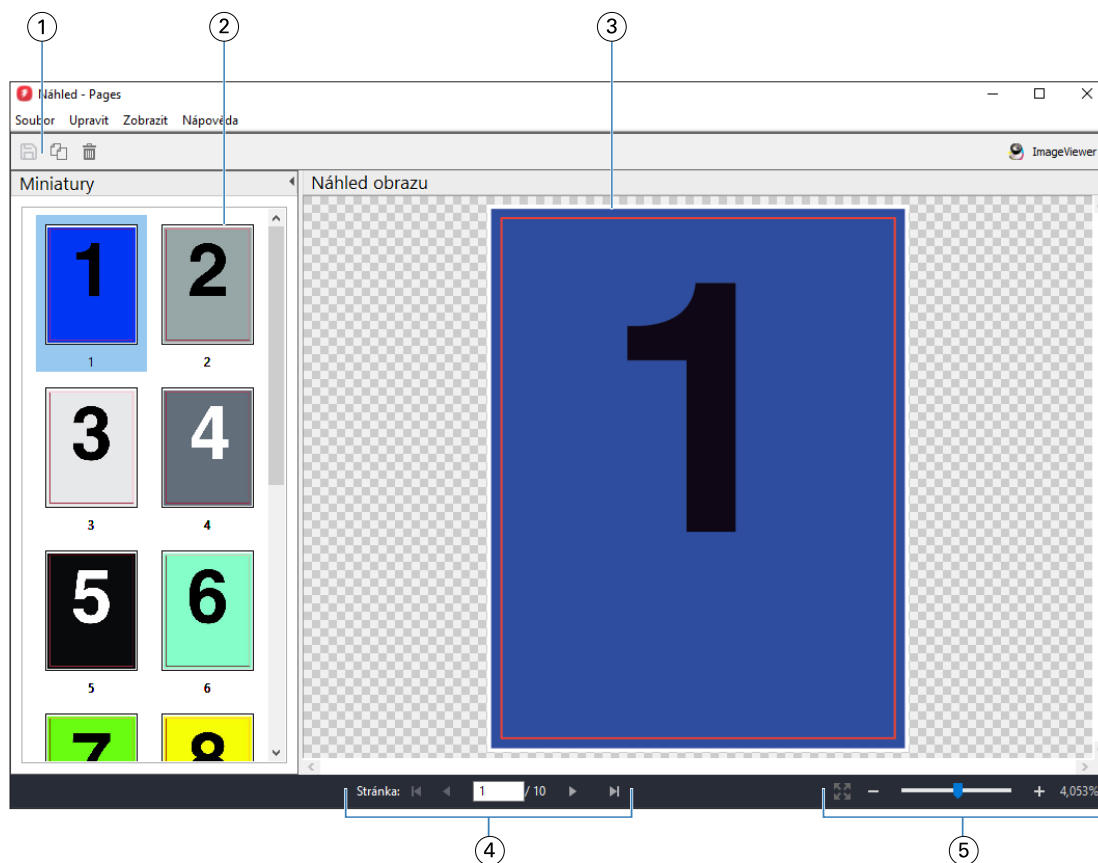 1 2 3
Náhled - Pages
Soubor Upravit Zobrazit Nápověda
ImageViewer
Miniatury
Náhled obrazu
1 2
1 2
3 4
3 4
5 6
5 6
7 8
1
Stránka: 1 / 10
4,053%
4 5